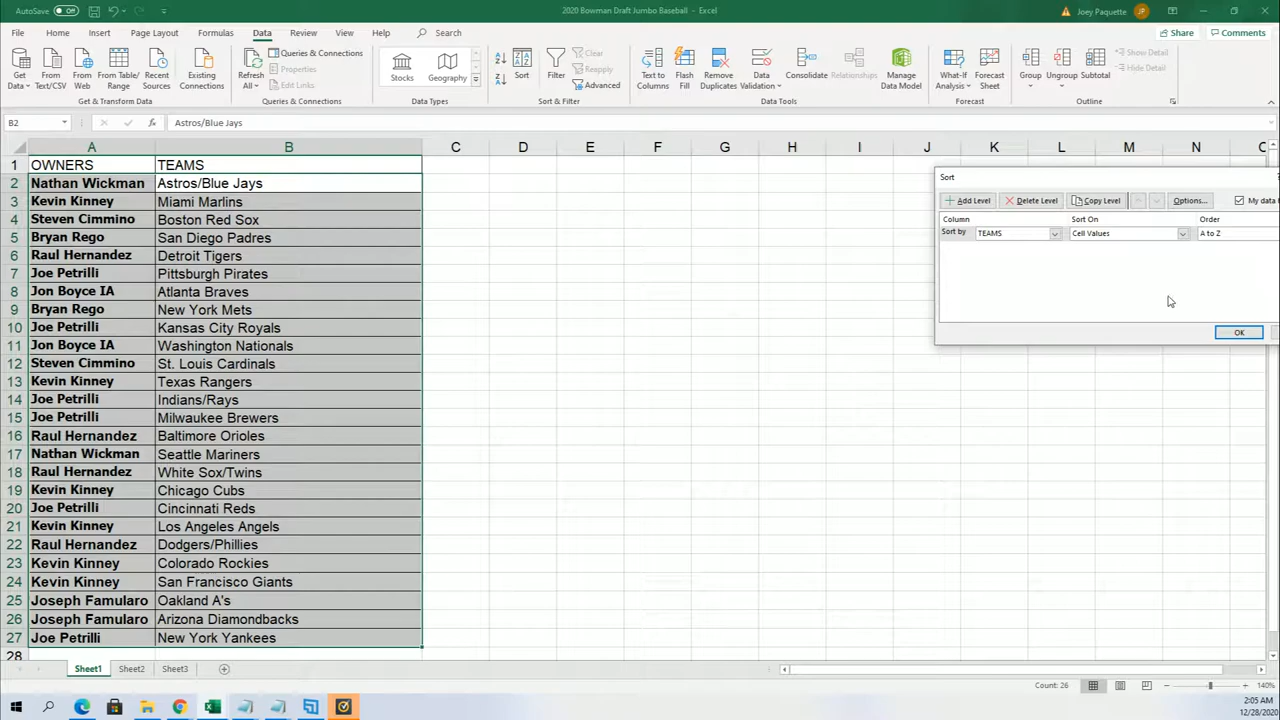 AutoSave Off 2020 Bowman Draft Jumbo Baseball - Excel Joey Paquette JP
File Home Insert Page Layout Formulas Data Review View Help Search Share Comments
Get Data From Text/CSV From Web From Table/Range Recent Sources Existing Connections Refresh All Queries & Connections Properties Edit Links Stocks Geography Sort Filter Clear Reapply Advanced Text to Columns Flash Fill Remove Duplicates Data Validation Consolidate Relationships Manage Data Model What-If Analysis Forecast Sheet Group Ungroup Subtotal Show Detail Hide Detail
Get & Transform Data Queries & Connections Data Types Sort & Filter Data Tools Forecast Outline
B2 fx Astros/Blue Jays
A B C D E F G H I J K L M N
1 OWNERS TEAMS
2 Nathan Wickman Astros/Blue Jays
3 Kevin Kinney Miami Marlins
4 Steven Cimmino Boston Red Sox
5 Bryan Rego San Diego Padres
6 Raul Hernandez Detroit Tigers
7 Joe Petrilli Pittsburgh Pirates
8 Jon Boyce IA Atlanta Braves
9 Bryan Rego New York Mets
10 Joe Petrilli Kansas City Royals
11 Jon Boyce IA Washington Nationals
12 Steven Cimmino St. Louis Cardinals
13 Kevin Kinney Texas Rangers
14 Joe Petrilli Indians/Rays
15 Joe Petrilli Milwaukee Brewers
16 Raul Hernandez Baltimore Orioles
17 Nathan Wickman Seattle Mariners
18 Raul Hernandez White Sox/Twins
19 Kevin Kinney Chicago Cubs
20 Joe Petrilli Cincinnati Reds
21 Kevin Kinney Los Angeles Angels
22 Raul Hernandez Dodgers/Phillies
23 Kevin Kinney Colorado Rockies
24 Kevin Kinney San Francisco Giants
25 Joseph Famularo Oakland A's
26 Joseph Famularo Arizona Diamondbacks
27 Joe Petrilli New York Yankees
28
Sort
Add Level Delete Level Copy Level Options... My data
Column Sort On Order
Sort by TEAMS Cell Values A to Z
OK
Sheet1 Sheet2 Sheet3
Count: 26 140%
2:05 AM
12/28/2020